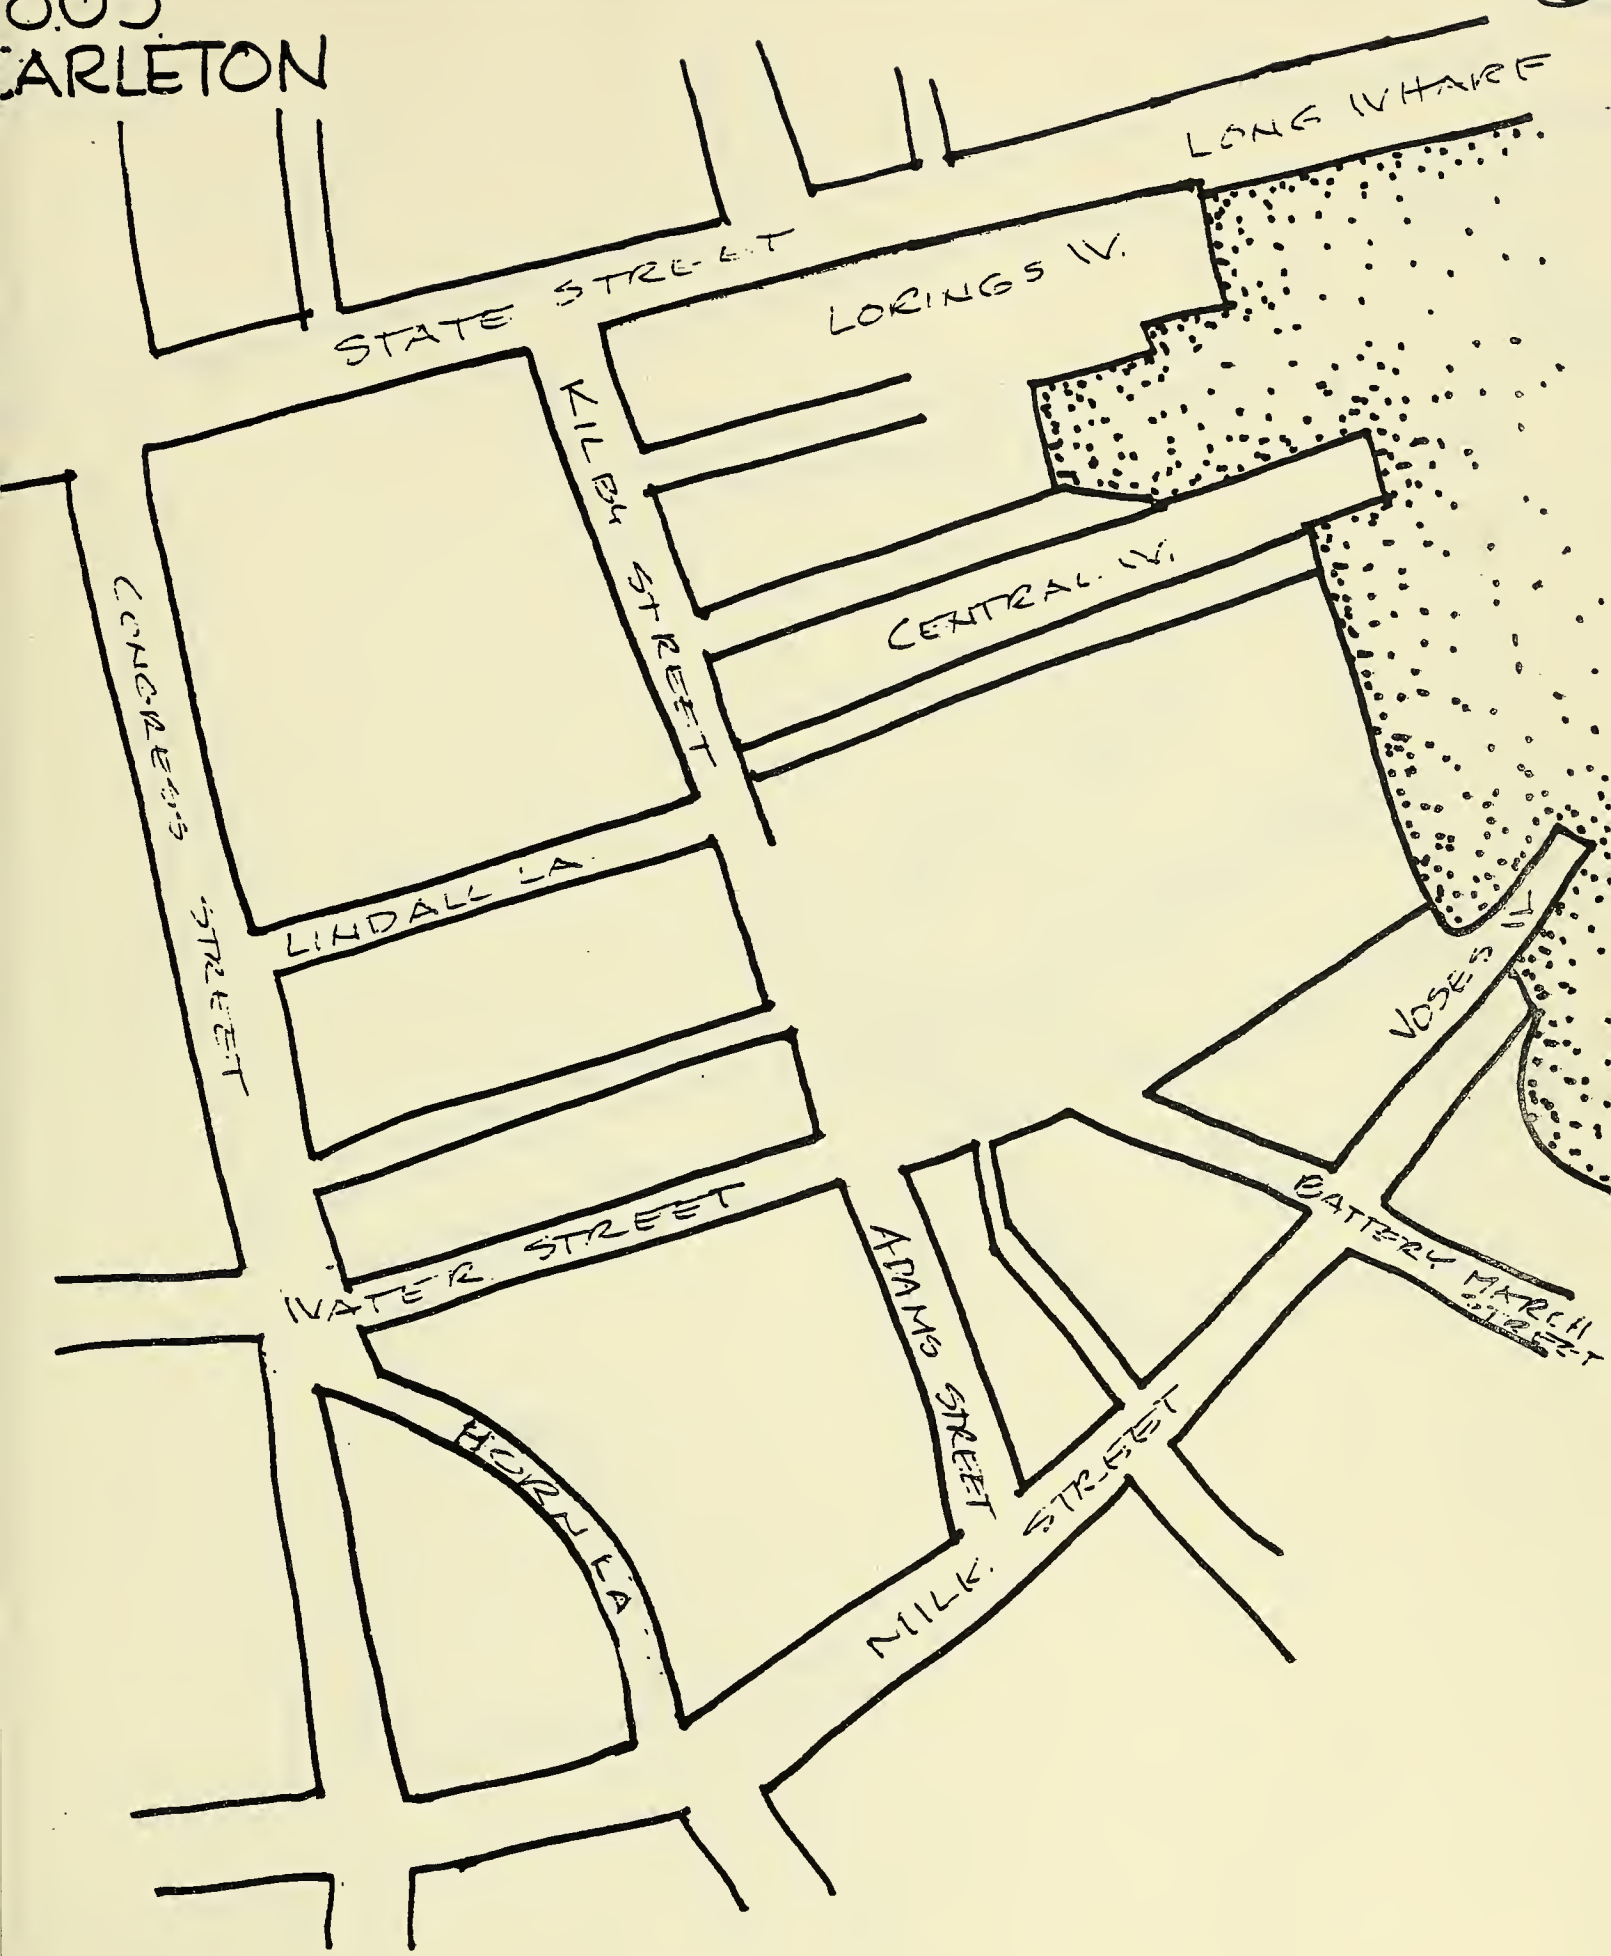 CARLETON
LONG WHARF
STATE STREET
LORINGS W.
KILBY STREET
CENTRAL W.
CONGRESS STREET
LINDALL LA.
VOSES
WATER STREET
ADAMS STREET
BATTERY MARCH
STREET
HORN LA
MILK STREET